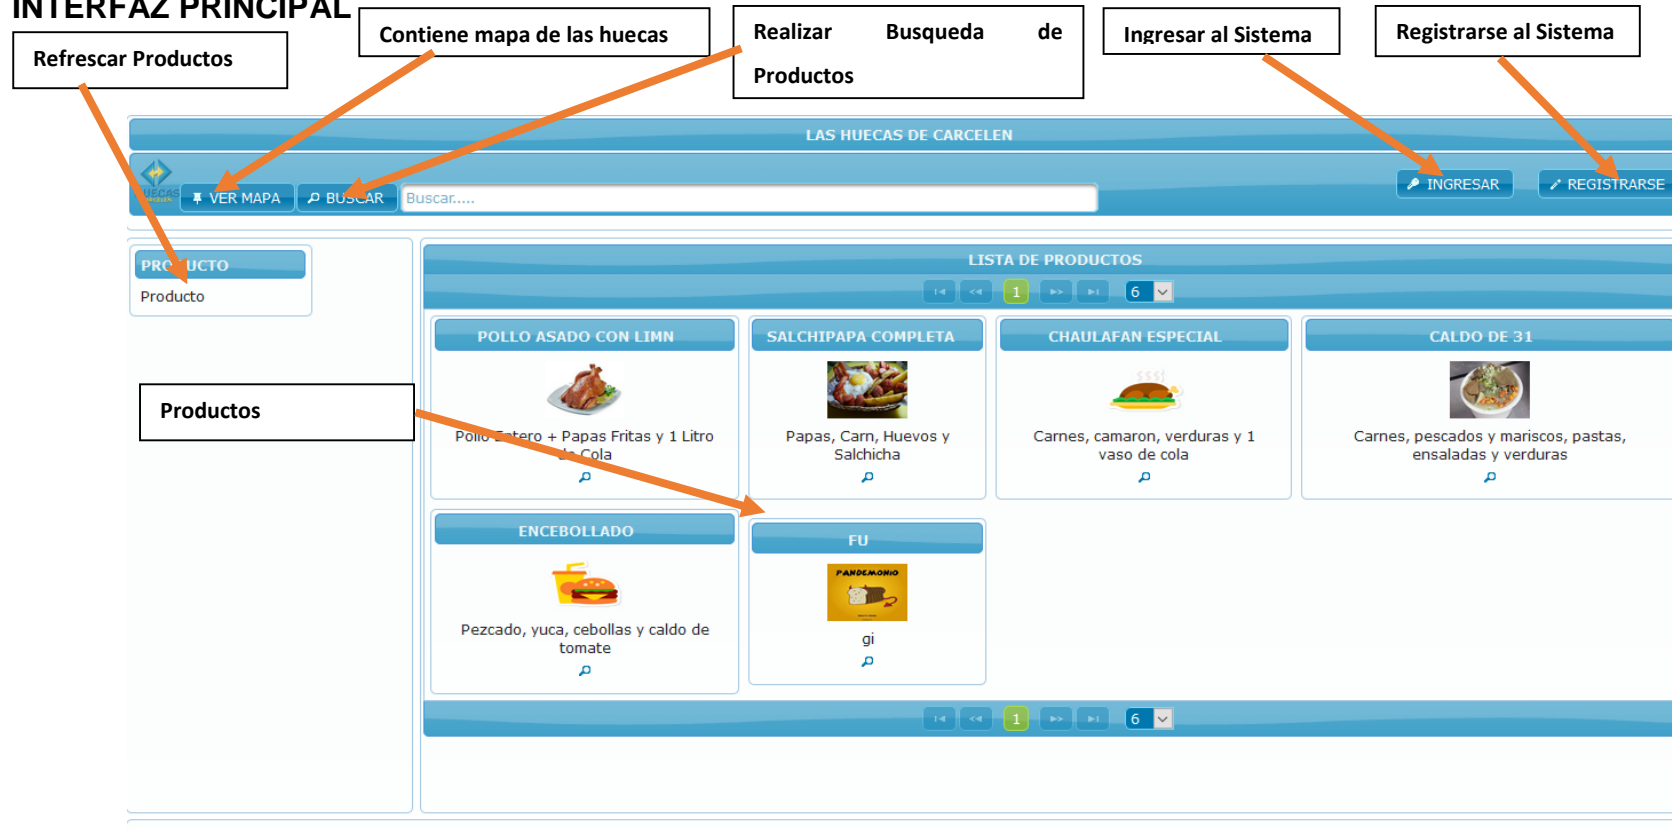 INTERFAZ PRINCIPAL
Refrescar Productos
Contiene mapa de las huecas
Realizar Busqueda de
Productos
Ingresar al Sistema
Registrarse al Sistema
LAS HUECAS DE CARCELEN
HUECAS
VER MAPA
BUSCAR
Buscar.....
INGRESAR
REGISTRARSE
PRODUCTO
Producto
LISTA DE PRODUCTOS
1
6
POLLO ASADO CON LIMN
Pollo Entero + Papas Fritas y 1 Litro
de Cola
SALCHIPAPA COMPLETA
Papas, Carn, Huevos y
Salchicha
CHAULAFAN ESPECIAL
Carnes, camaron, verduras y 1
vaso de cola
CALDO DE 31
Carnes, pescados y mariscos, pastas,
ensaladas y verduras
Productos
ENCEBOLLADO
Pezcado, yuca, cebollas y caldo de
tomate
FU
PANDEMONIO
gi
1
6